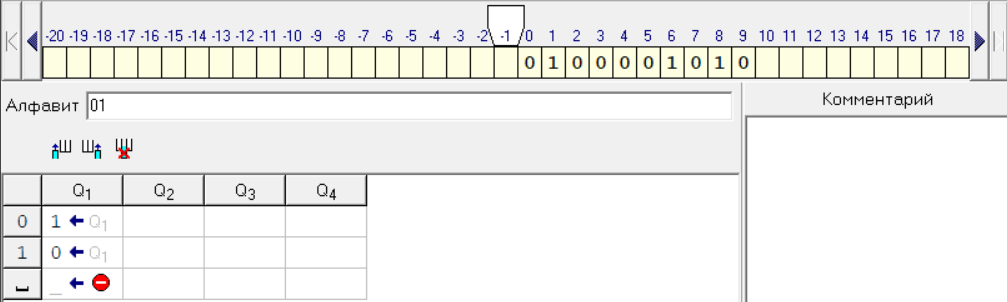 -20 -19 -18 -17 -16 -15 -14 -13 -12 -11 -10 -9 -8 -7 -6 -5 -4 -3 -2 -1 0 1 2 3 4 5 6 7 8 9 10 11 12 13 14 15 16 17 18
0 1 0 0 0 0 1 0 1 0
Алфавит 01
Комментарий
Q1 Q2 Q3 Q4
0 1 ← Q1
1 0 ← Q1
␣ _ ←